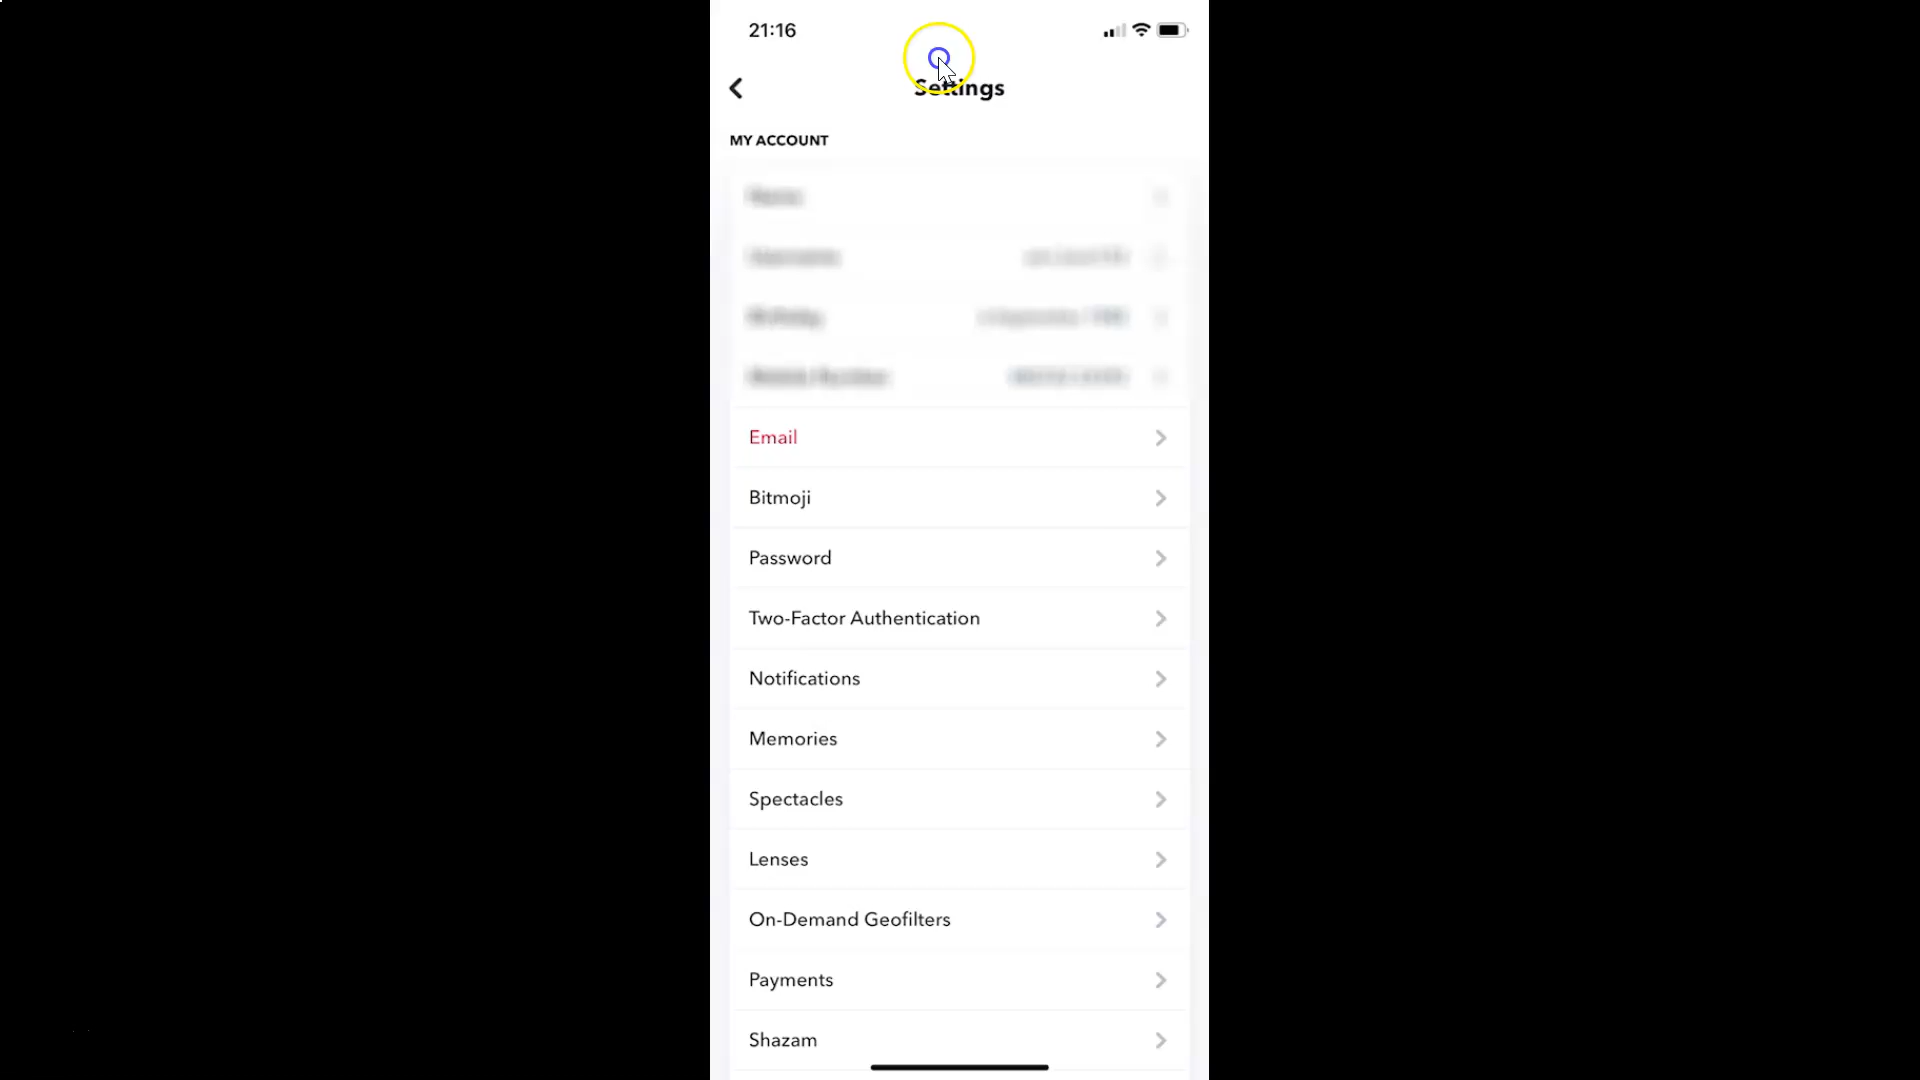 21:16
Settings
MY ACCOUNT
Email
Bitmoji
Password
Two-Factor Authentication
Notifications
Memories
Spectacles
Lenses
On-Demand Geofilters
Payments
Shazam